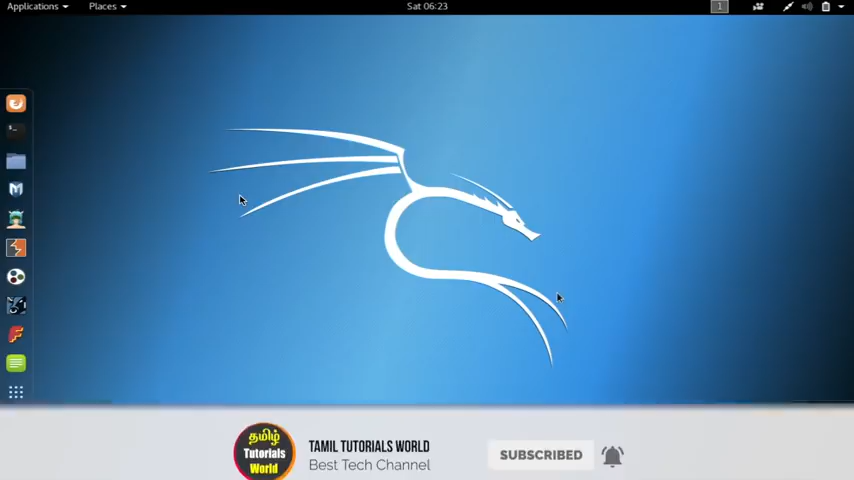 Applications Places Sat 06:23 1
TAMIL TUTORIALS WORLD
Best Tech Channel
தமிழ்
Tutorials
World
SUBSCRIBED